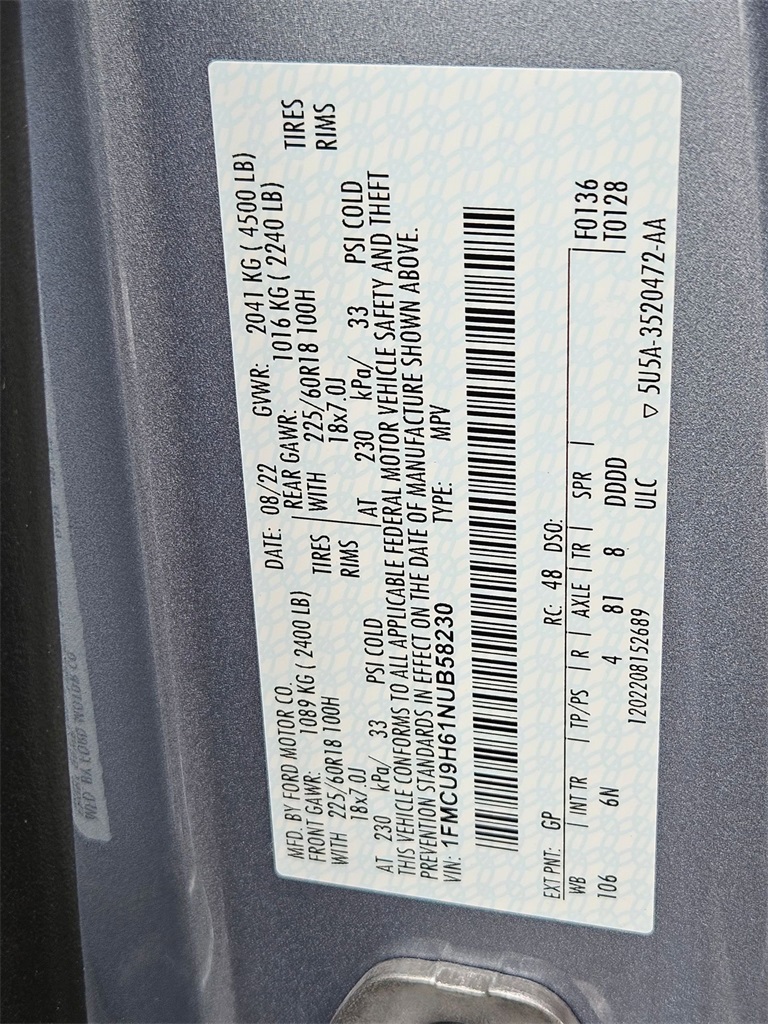 MFD. BY FORD MOTOR CO.
DATE: 08/22 GVWR: 2041 KG ( 4500 LB)
FRONT GAWR: 1089 KG ( 2400 LB)
REAR GAWR: 1016 KG ( 2240 LB)
WITH 225/60R18 100H TIRES
WITH 225/60R18 100H TIRES
18x7.0J RIMS
18x7.0J RIMS
AT 230 kPa/ 33 PSI COLD
AT 230 kPa/ 33 PSI COLD
THIS VEHICLE CONFORMS TO ALL APPLICABLE FEDERAL MOTOR VEHICLE SAFETY AND THEFT
PREVENTION STANDARDS IN EFFECT ON THE DATE OF MANUFACTURE SHOWN ABOVE.
VIN: 1FMCU9H61NUB58230 TYPE: MPV
EXT PNT: GP RC: 48 DSO:
WB | INT TR | TP/PS | R | AXLE | TR | SPR | F0136
106 6N 4 81 8 DDDD T0128
1202208152689 ULC ▽ 5U5A-3520472-AA